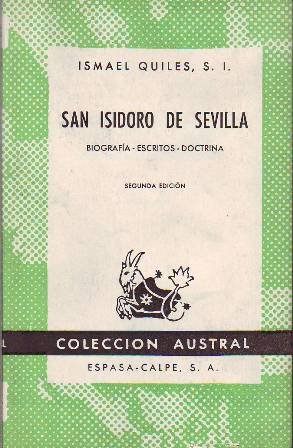 ISMAEL QUILES, S. I.
SAN ISIDORO DE SEVILLA
BIOGRAFÍA - ESCRITOS - DOCTRINA
SEGUNDA EDICIÓN
L COLECCION AUSTRAL
ESPASA-CALPE, S. A.